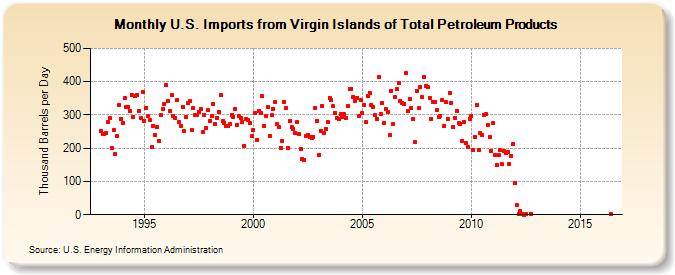 Monthly U.S. Imports from Virgin Islands of Total Petroleum Products
Thousand Barrels per Day
500
400
300
200
100
0
1995 2000 2005 2010 2015
Source: U.S. Energy Information Administration